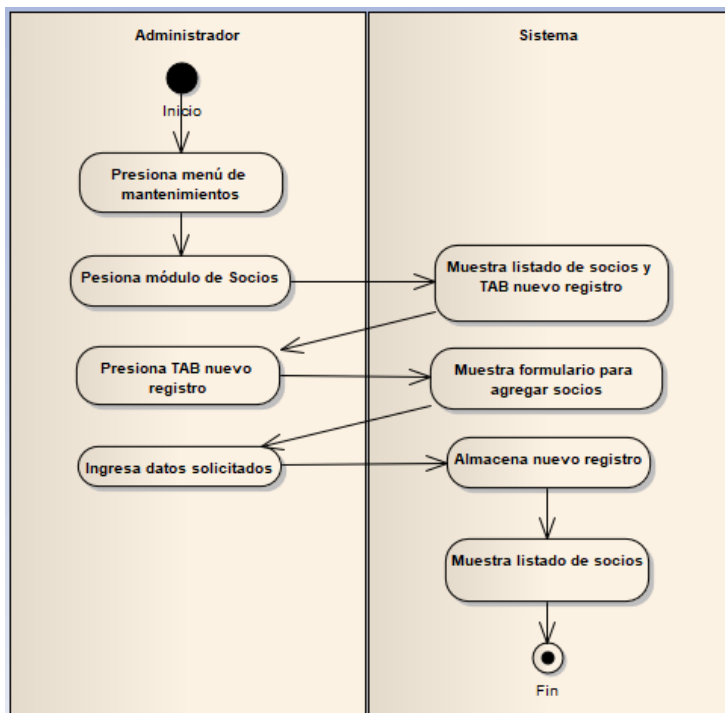 Administrador
Sistema
Inicio
Presiona menú de
mantenimientos
Pesiona módulo de Socios
Muestra listado de socios y
TAB nuevo registro
Presiona TAB nuevo
registro
Muestra formulario para
agregar socios
Ingresa datos solicitados
Almacena nuevo registro
Muestra listado de socios
Fin